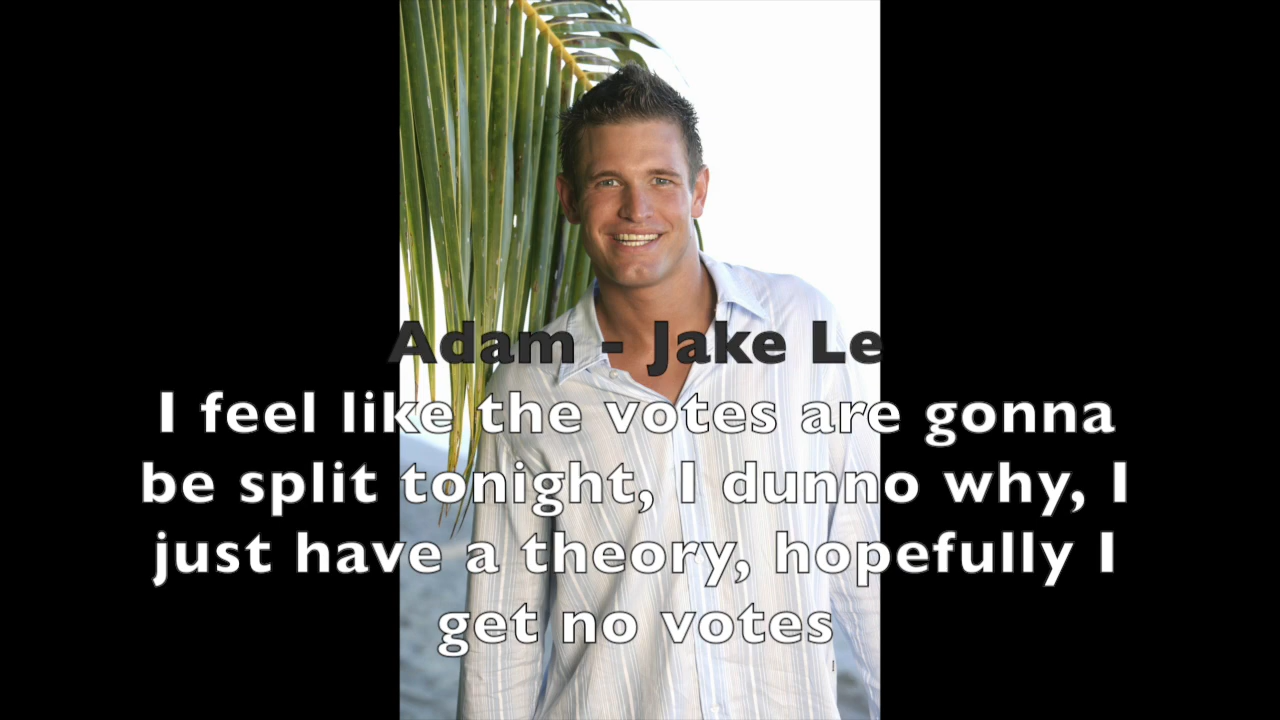 Adam - Jake Le
I feel like the votes are gonna
be split tonight, I dunno why, I
just have a theory, hopefully I
get no votes